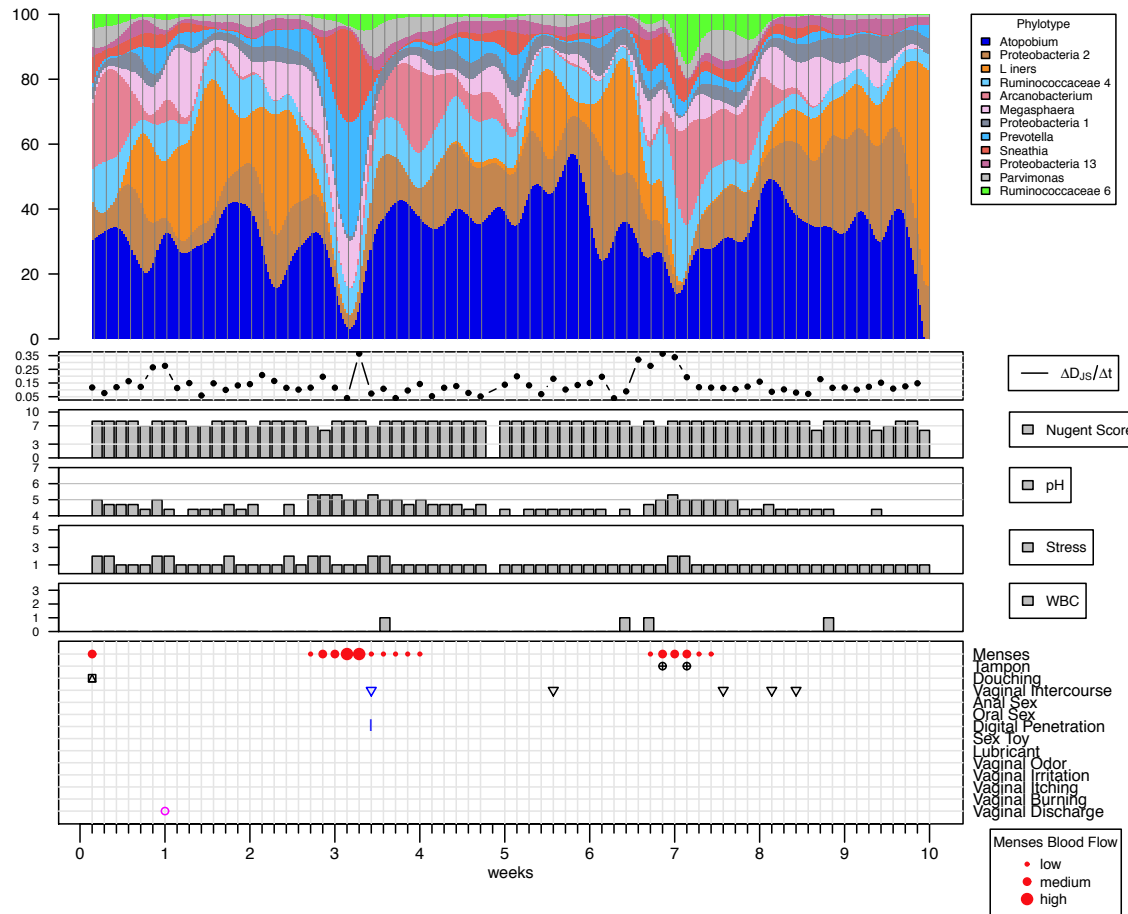 100
80
60
40
20
0
Phylotype
Atopobium
Proteobacteria 2
L iners
Ruminococcaceae 4
Arcanobacterium
Megasphaera
Proteobacteria 1
Prevotella
Sneathia
Proteobacteria 13
Parvimonas
Ruminococcaceae 6
0.35
0.25
0.15
0.05
ΔD_JS/Δt
10
7
3
0
Nugent Score
7
6
5
4
pH
5
3
1
Stress
3
2
1
0
WBC
Menses
Tampon
Douching
Vaginal Intercourse
Anal Sex
Oral Sex
Digital Penetration
Sex Toy
Lubricant
Vaginal Odor
Vaginal Irritation
Vaginal Itching
Vaginal Burning
Vaginal Discharge
0 1 2 3 4 5 6 7 8 9 10
weeks
Menses Blood Flow
low
medium
high